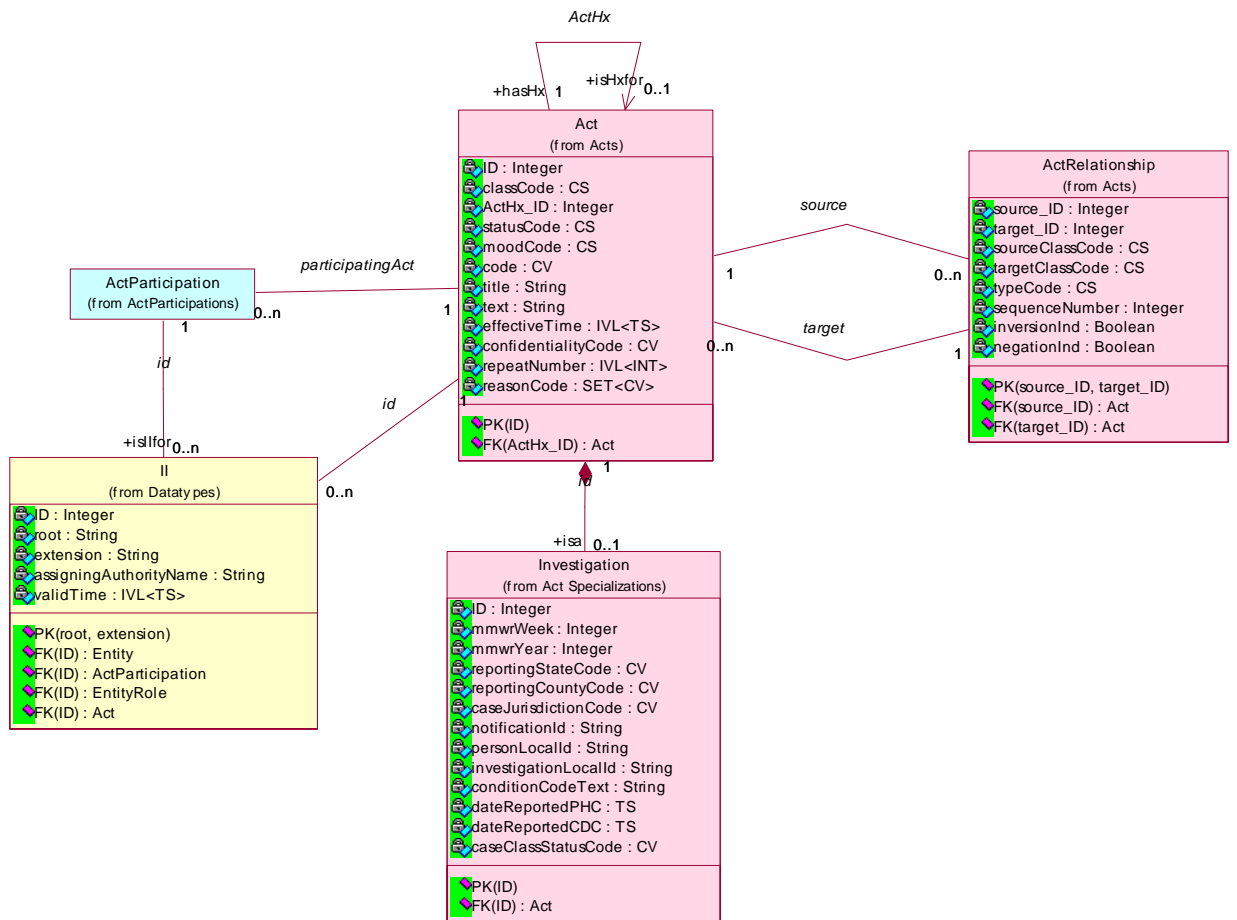 ActHx
+hasHx
1
+isHxfor
0..1
Act
(from Acts)
ID : Integer
classCode : CS
ActHx_ID : Integer
statusCode : CS
moodCode : CS
code : CV
title : String
text : String
effectiveTime : IVL<TS>
confidentialityCode : CV
repeatNumber : IVL<INT>
reasonCode : SET<CV>
PK(ID)
FK(ActHx_ID) : Act
ActRelationship
(from Acts)
source_ID : Integer
target_ID : Integer
sourceClassCode : CS
targetClassCode : CS
typeCode : CS
sequenceNumber : Integer
inversionInd : Boolean
negationInd : Boolean
PK(source_ID, target_ID)
FK(source_ID) : Act
FK(target_ID) : Act
source
1
0..n
target
0..n
1
participatingAct
0..n
1
ActParticipation
(from ActParticipations)
1
id
+isIIfor
0..n
id
1
0..n
II
(from Datatypes)
ID : Integer
root : String
extension : String
assigningAuthorityName : String
validTime : IVL<TS>
PK(root, extension)
FK(ID) : Entity
FK(ID) : ActParticipation
FK(ID) : EntityRole
FK(ID) : Act
1
id
+isa
0..1
Investigation
(from Act Specializations)
ID : Integer
mmwrWeek : Integer
mmwrYear : Integer
reportingStateCode : CV
reportingCountyCode : CV
caseJurisdictionCode : CV
notificationId : String
personLocalId : String
investigationLocalId : String
conditionCodeText : String
dateReportedPHC : TS
dateReportedCDC : TS
caseClassStatusCode : CV
PK(ID)
FK(ID) : Act